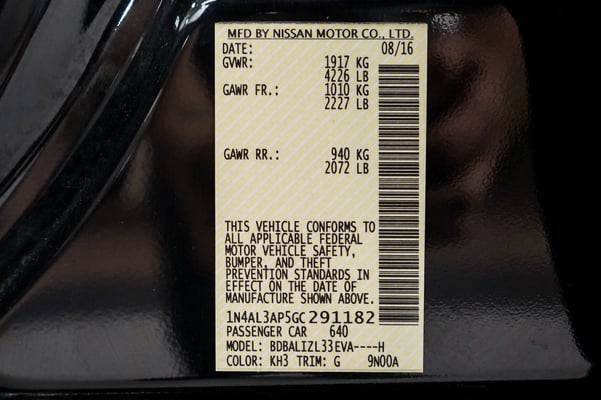 MFD BY NISSAN MOTOR CO., LTD.
DATE: 08/16
GVWR: 1917 KG
4226 LB
GAWR FR.: 1010 KG
2227 LB
GAWR RR.: 940 KG
2072 LB
THIS VEHICLE CONFORMS TO
ALL APPLICABLE FEDERAL
MOTOR VEHICLE SAFETY,
BUMPER, AND THEFT
PREVENTION STANDARDS IN
EFFECT ON THE DATE OF
MANUFACTURE SHOWN ABOVE.
1N4AL3AP5GC291182
PASSENGER CAR 640
MODEL: BDBALIZL33EVA----H
COLOR: KH3 TRIM: G 9N00A